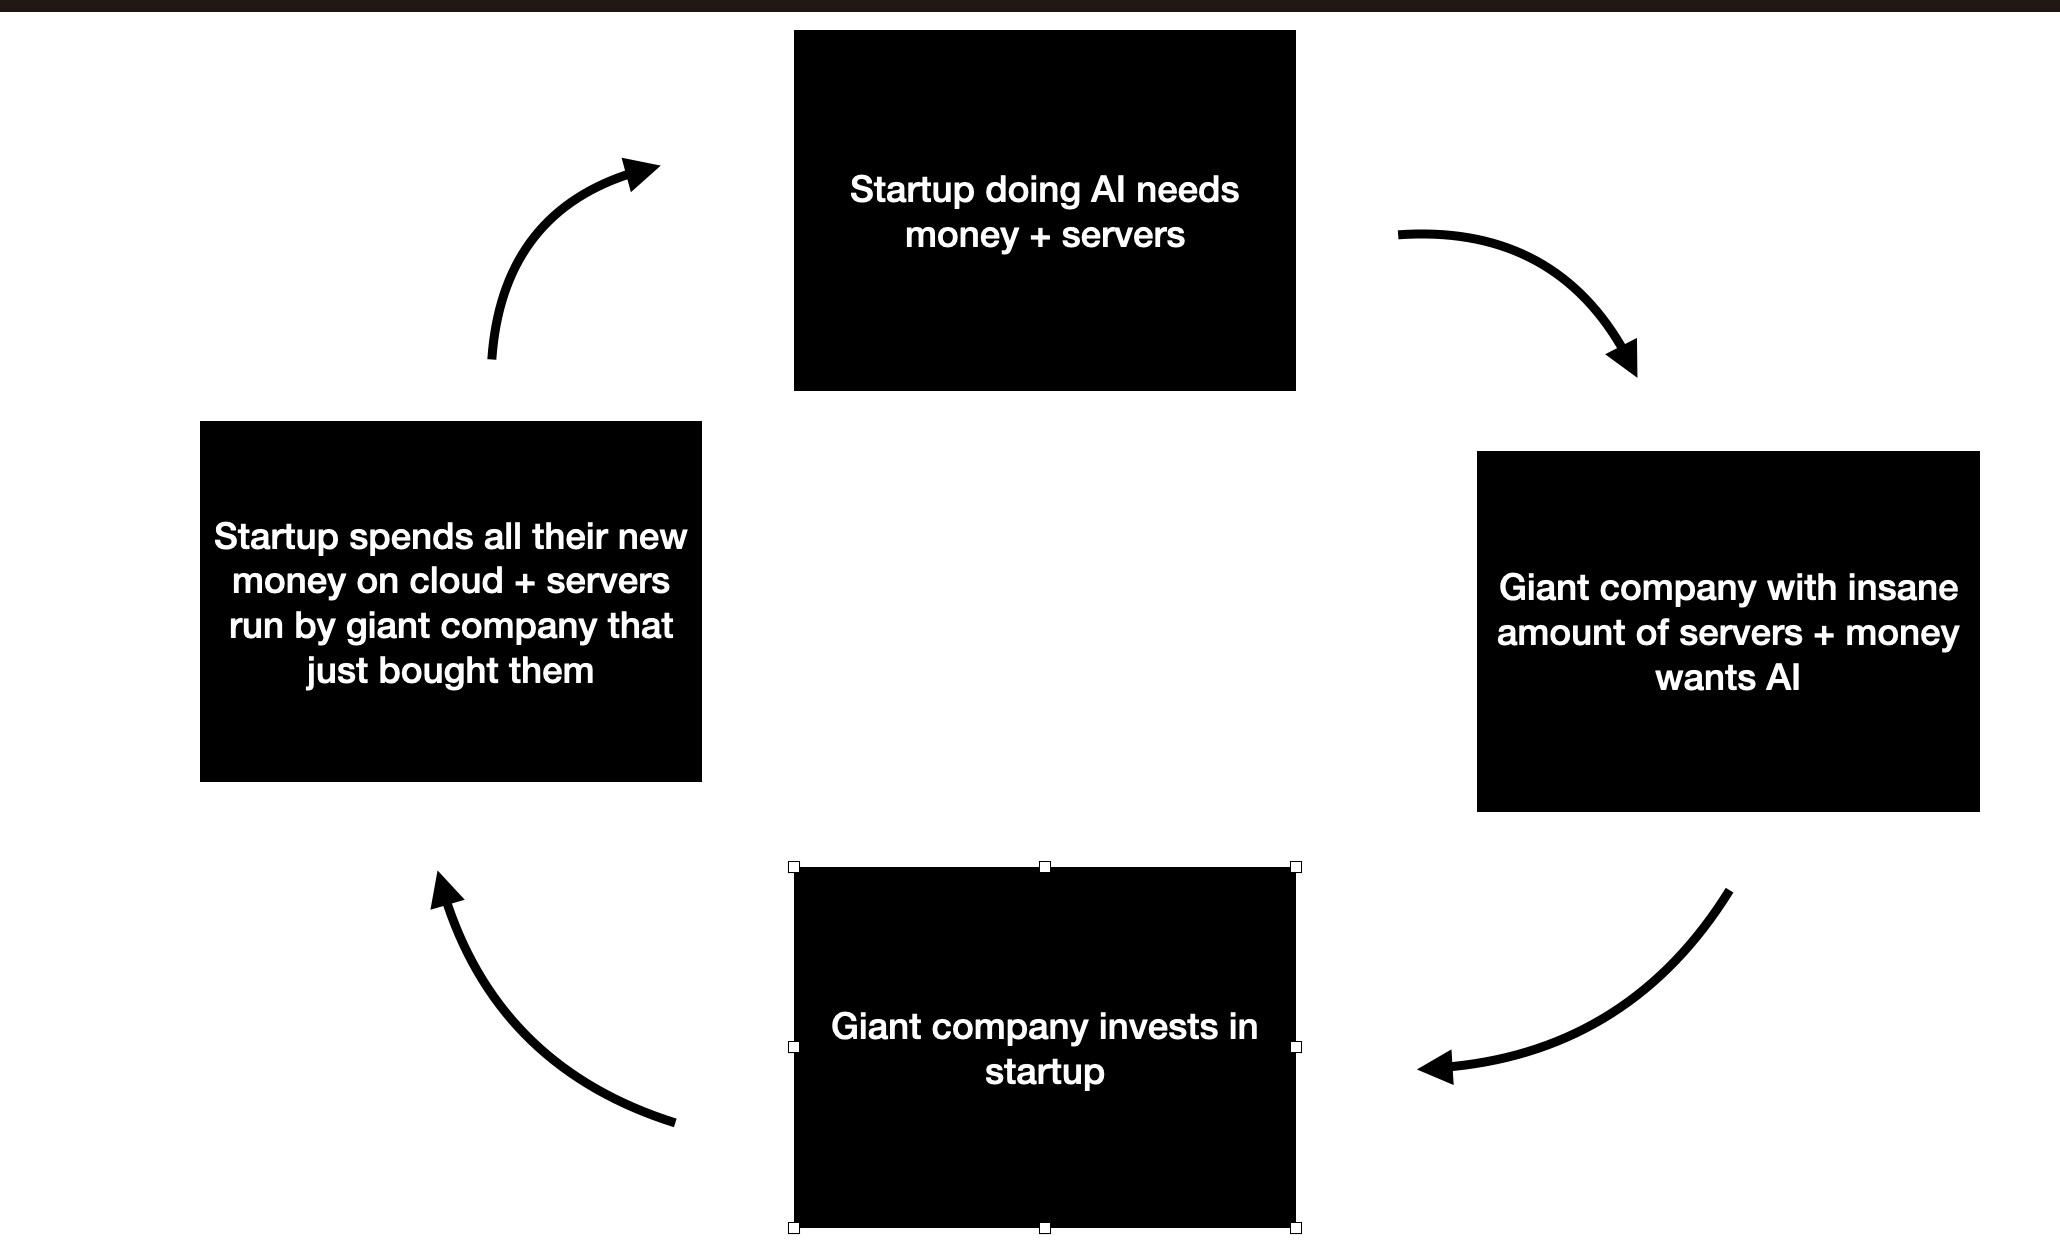 Startup doing AI needs
money + servers
Giant company with insane
amount of servers + money
wants AI
Giant company invests in
startup
Startup spends all their new
money on cloud + servers
run by giant company that
just bought them